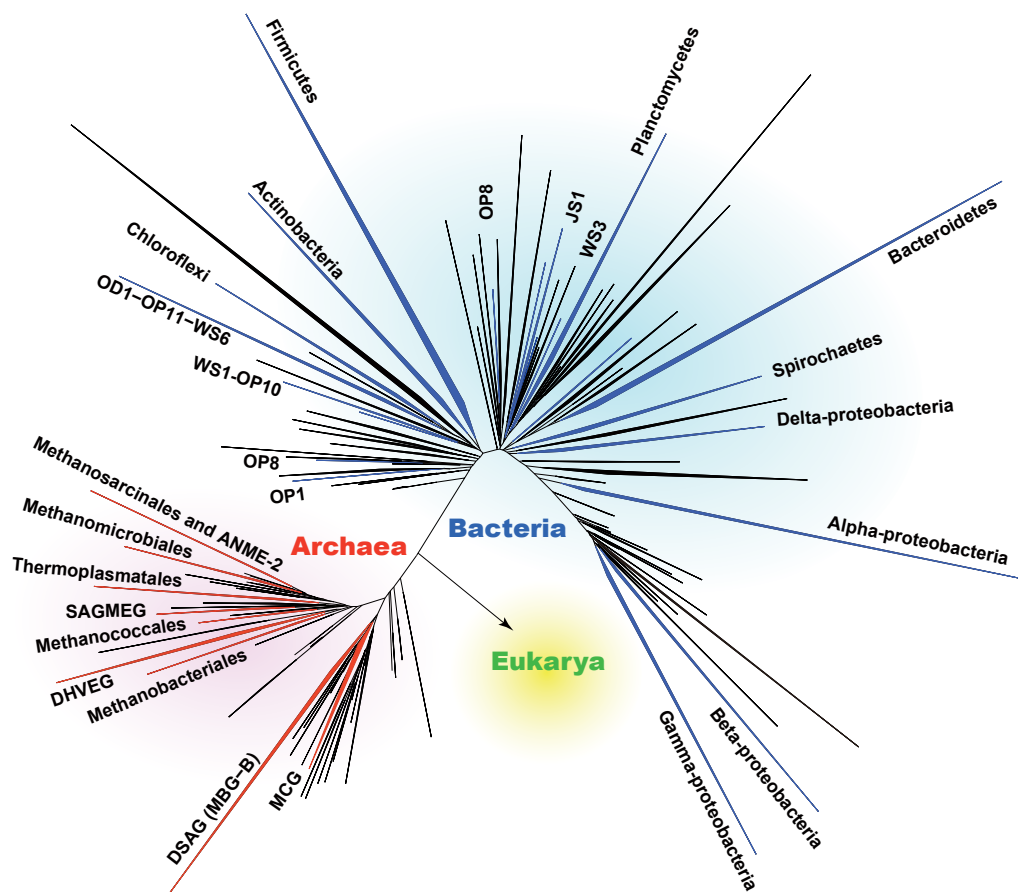 Firmicutes
Planctomycetes
Actinobacteria
OP8
JS1
WS3
Bacteroidetes
Chloroflexi
OD1–OP11–WS6
WS1-OP10
Spirochaetes
Delta-proteobacteria
OP8
OP1
Methanosarcinales and ANME-2
Methanomicrobiales
Archaea
Bacteria
Alpha-proteobacteria
Thermoplasmatales
SAGMEG
Methanococcales
DHVEG
Methanobacteriales
Eukarya
DSAG (MBG–B)
MCG
Gamma-proteobacteria
Beta-proteobacteria